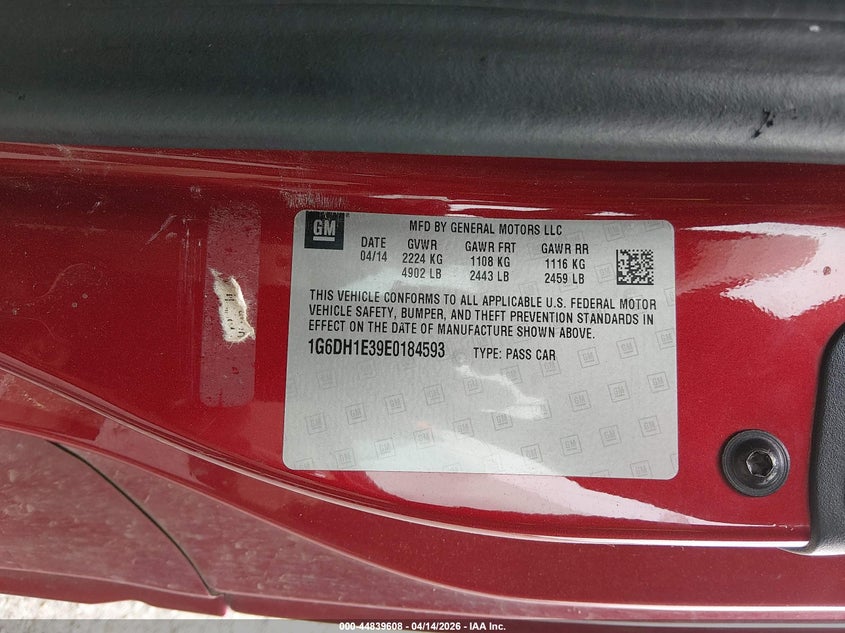 GM
MFD BY GENERAL MOTORS LLC
DATE GVWR GAWR FRT GAWR RR
04/14 2224 KG 1108 KG 1116 KG
4902 LB 2443 LB 2459 LB
THIS VEHICLE CONFORMS TO ALL APPLICABLE U.S. FEDERAL MOTOR
VEHICLE SAFETY, BUMPER, AND THEFT PREVENTION STANDARDS IN
EFFECT ON THE DATE OF MANUFACTURE SHOWN ABOVE.
1G6DH1E39E0184593 TYPE: PASS CAR
000-44839608 - 04/14/2026 - IAA Inc.